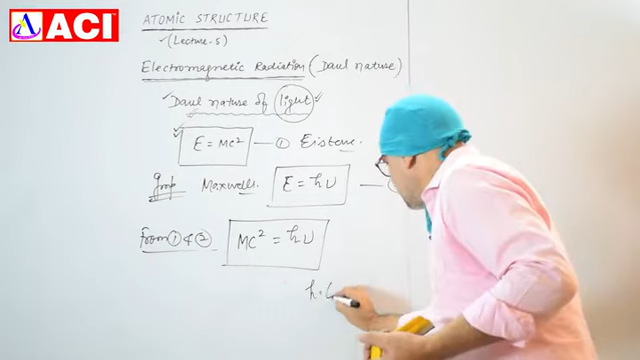 ACI
ATOMIC STRUCTURE
(Lecture-5)
Electromagnetic Radiation (Daul nature)
Daul nature of light
E = MC² — ① Eistene.
Maxwells. E = hυ —
From ① & ② MC² = hυ
h·